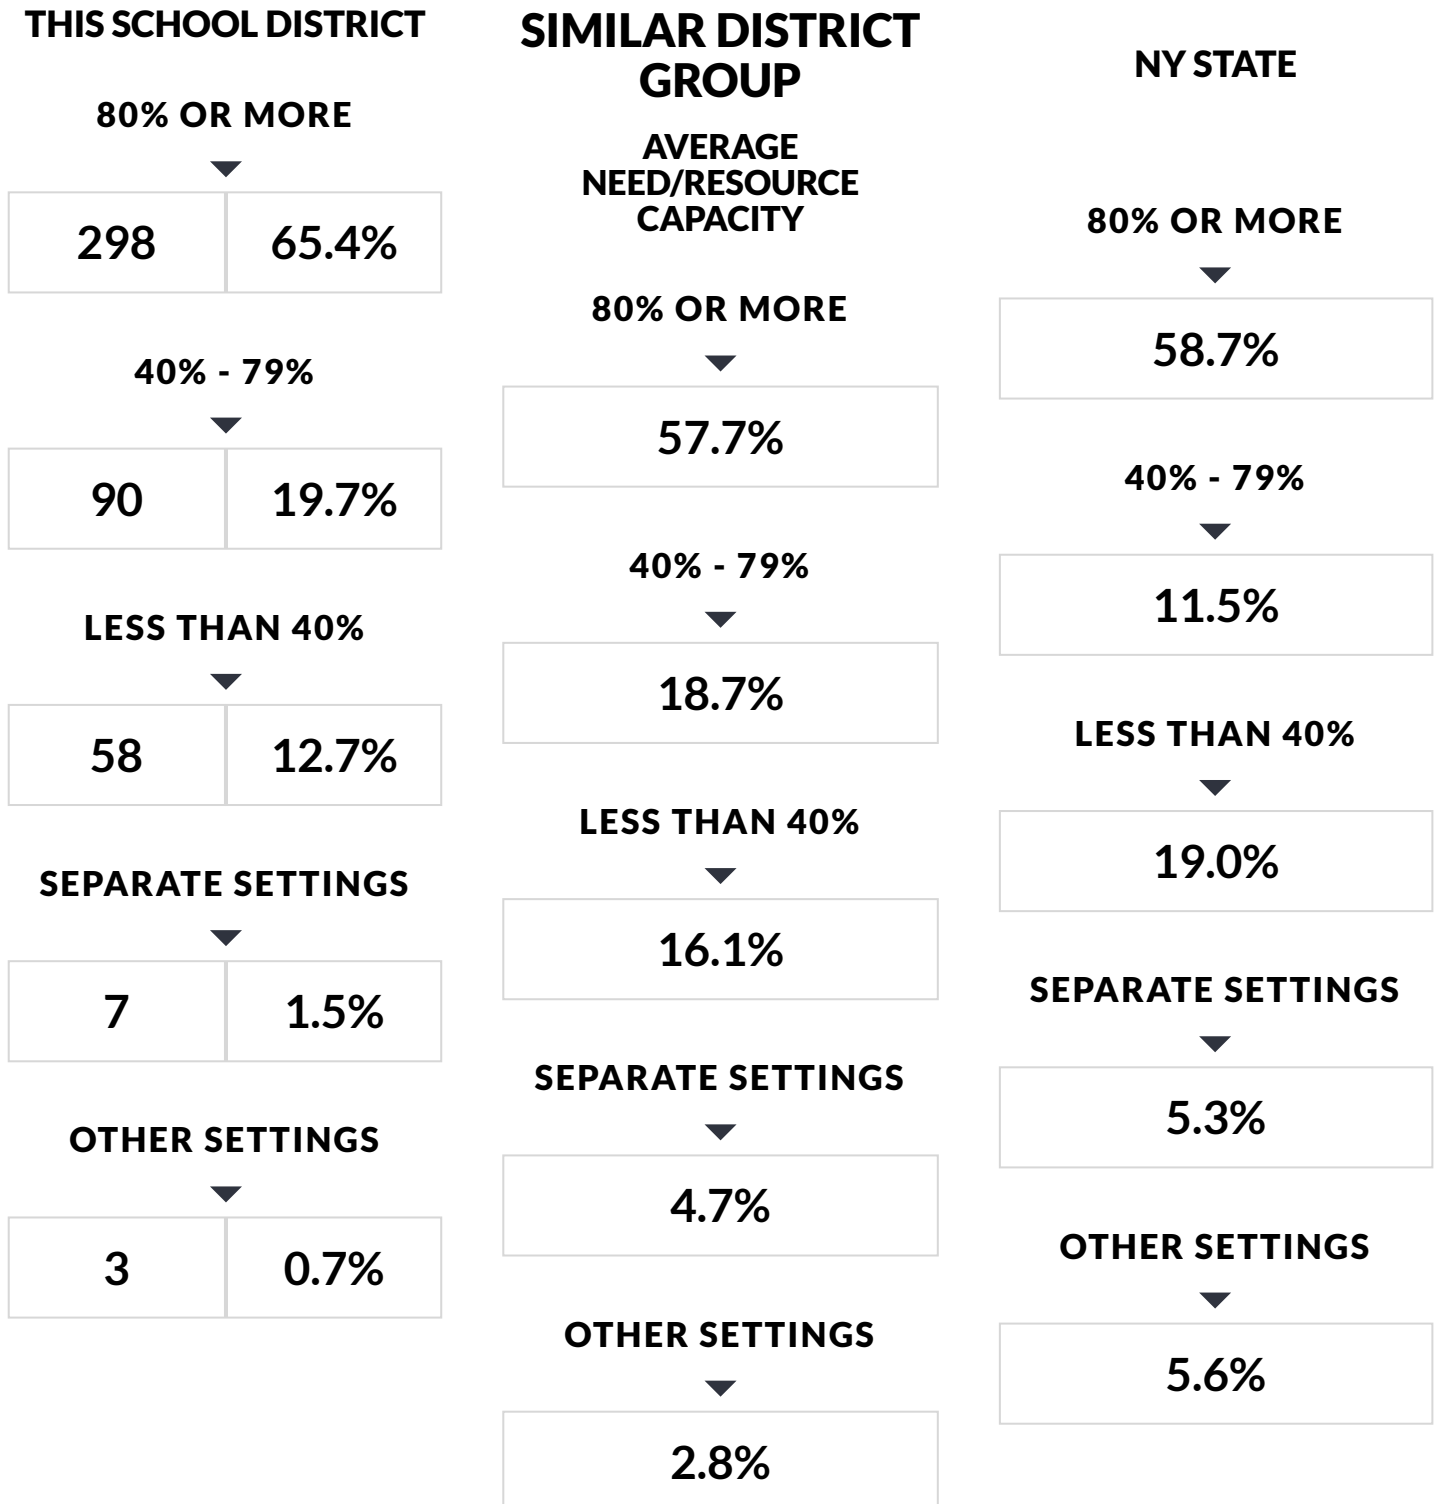 THIS SCHOOL DISTRICT
80% OR MORE
298 65.4%
40% - 79%
90 19.7%
LESS THAN 40%
58 12.7%
SEPARATE SETTINGS
7 1.5%
OTHER SETTINGS
3 0.7%
SIMILAR DISTRICT
GROUP
AVERAGE
NEED/RESOURCE
CAPACITY
80% OR MORE
57.7%
40% - 79%
18.7%
LESS THAN 40%
16.1%
SEPARATE SETTINGS
4.7%
OTHER SETTINGS
2.8%
NY STATE
80% OR MORE
58.7%
40% - 79%
11.5%
LESS THAN 40%
19.0%
SEPARATE SETTINGS
5.3%
OTHER SETTINGS
5.6%